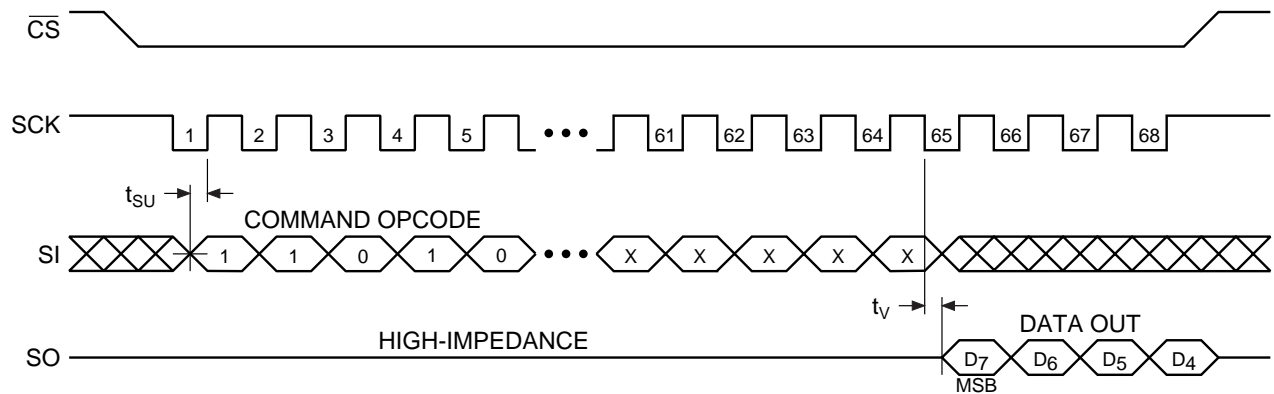 CS
SCK 1 2 3 4 5 ••• 61 62 63 64 65 66 67 68
tSU
COMMAND OPCODE
SI 1 1 0 1 0 ••• X X X X X
tV
HIGH-IMPEDANCE
DATA OUT
SO D7 D6 D5 D4
MSB